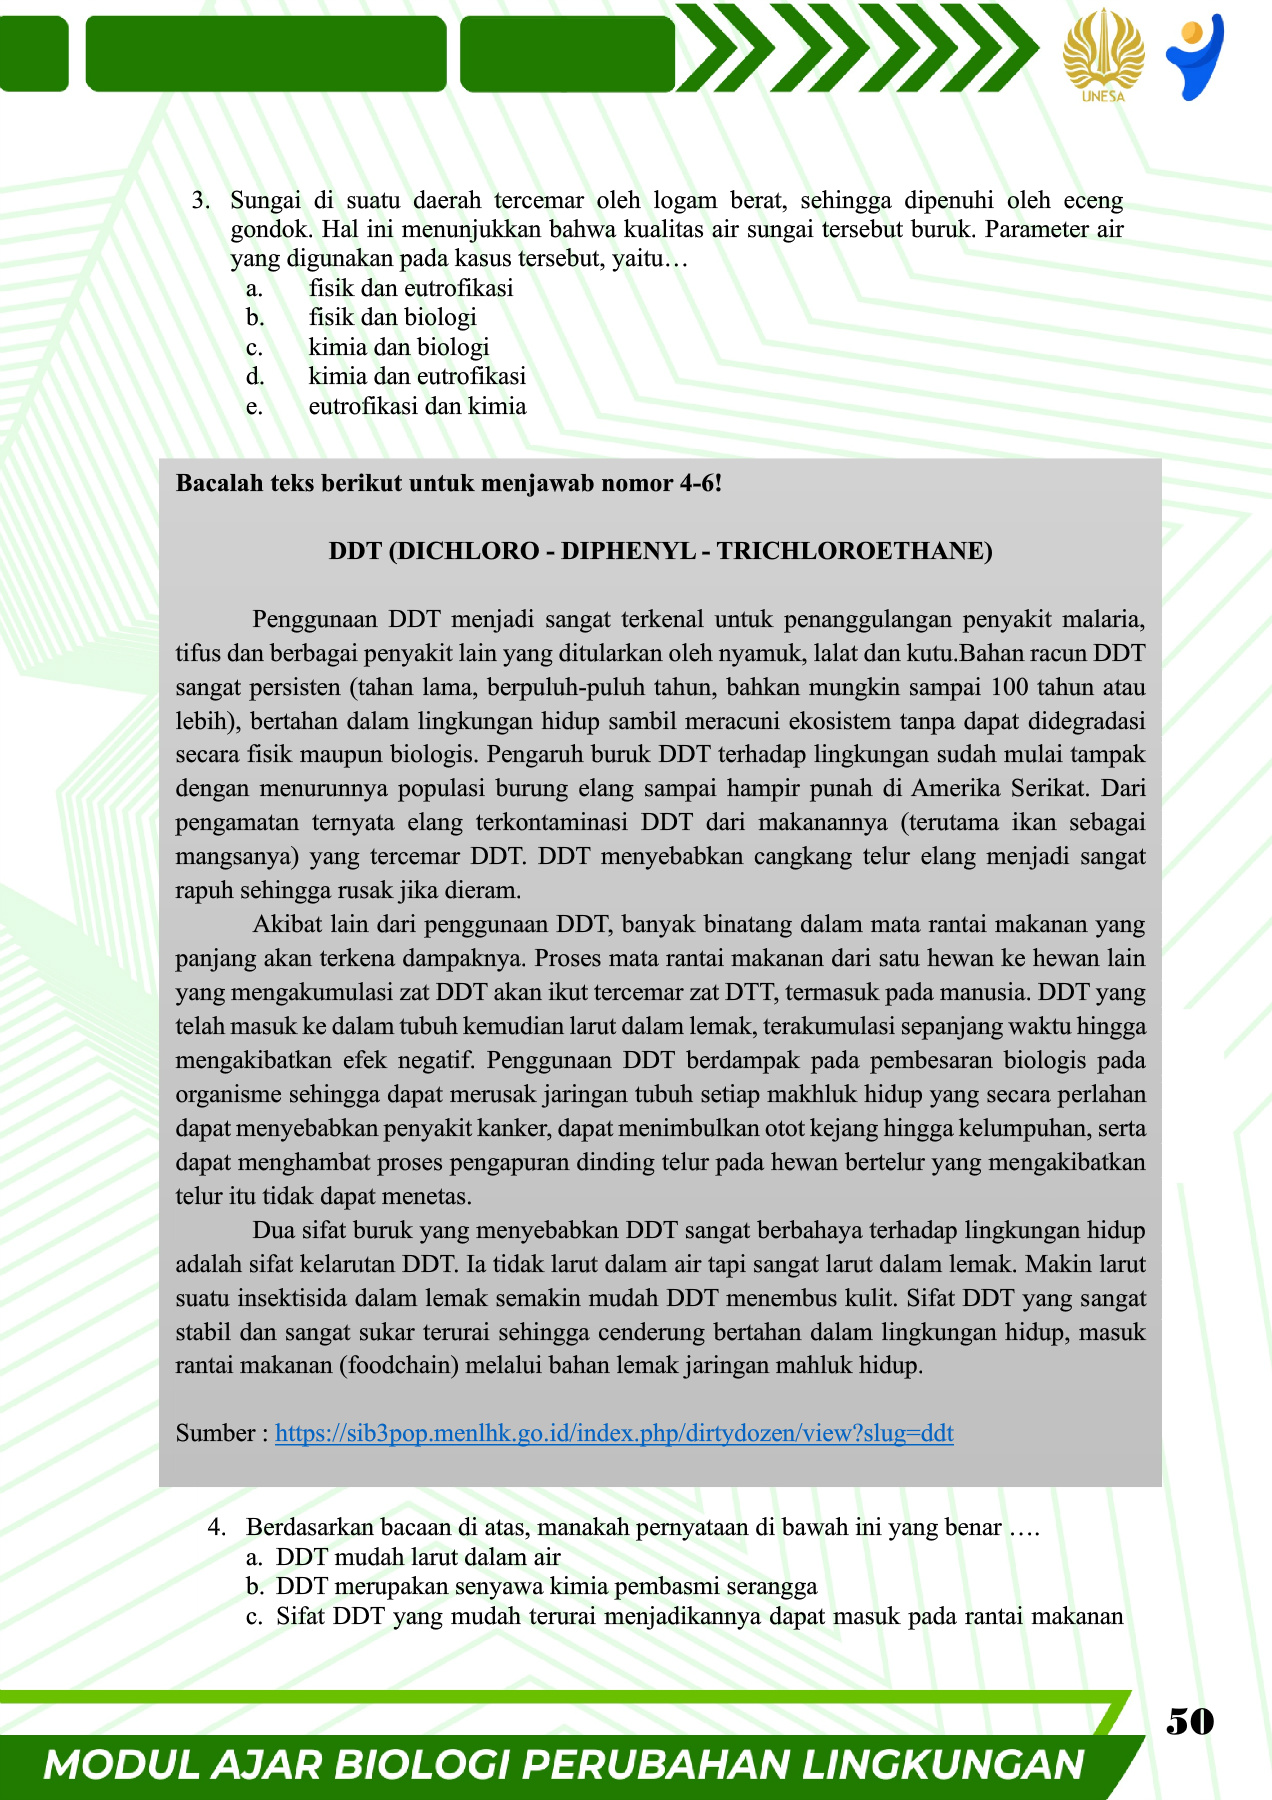 UNESA
3. Sungai di suatu daerah tercemar oleh logam berat, sehingga dipenuhi oleh eceng
gondok. Hal ini menunjukkan bahwa kualitas air sungai tersebut buruk. Parameter air
yang digunakan pada kasus tersebut, yaitu…
a. fisik dan eutrofikasi
b. fisik dan biologi
c. kimia dan biologi
d. kimia dan eutrofikasi
e. eutrofikasi dan kimia
Bacalah teks berikut untuk menjawab nomor 4-6!
DDT (DICHLORO - DIPHENYL - TRICHLOROETHANE)
Penggunaan DDT menjadi sangat terkenal untuk penanggulangan penyakit malaria,
tifus dan berbagai penyakit lain yang ditularkan oleh nyamuk, lalat dan kutu.Bahan racun DDT
sangat persisten (tahan lama, berpuluh-puluh tahun, bahkan mungkin sampai 100 tahun atau
lebih), bertahan dalam lingkungan hidup sambil meracuni ekosistem tanpa dapat didegradasi
secara fisik maupun biologis. Pengaruh buruk DDT terhadap lingkungan sudah mulai tampak
dengan menurunnya populasi burung elang sampai hampir punah di Amerika Serikat. Dari
pengamatan ternyata elang terkontaminasi DDT dari makanannya (terutama ikan sebagai
mangsanya) yang tercemar DDT. DDT menyebabkan cangkang telur elang menjadi sangat
rapuh sehingga rusak jika dieram.
Akibat lain dari penggunaan DDT, banyak binatang dalam mata rantai makanan yang
panjang akan terkena dampaknya. Proses mata rantai makanan dari satu hewan ke hewan lain
yang mengakumulasi zat DDT akan ikut tercemar zat DTT, termasuk pada manusia. DDT yang
telah masuk ke dalam tubuh kemudian larut dalam lemak, terakumulasi sepanjang waktu hingga
mengakibatkan efek negatif. Penggunaan DDT berdampak pada pembesaran biologis pada
organisme sehingga dapat merusak jaringan tubuh setiap makhluk hidup yang secara perlahan
dapat menyebabkan penyakit kanker, dapat menimbulkan otot kejang hingga kelumpuhan, serta
dapat menghambat proses pengapuran dinding telur pada hewan bertelur yang mengakibatkan
telur itu tidak dapat menetas.
Dua sifat buruk yang menyebabkan DDT sangat berbahaya terhadap lingkungan hidup
adalah sifat kelarutan DDT. Ia tidak larut dalam air tapi sangat larut dalam lemak. Makin larut
suatu insektisida dalam lemak semakin mudah DDT menembus kulit. Sifat DDT yang sangat
stabil dan sangat sukar terurai sehingga cenderung bertahan dalam lingkungan hidup, masuk
rantai makanan (foodchain) melalui bahan lemak jaringan mahluk hidup.
Sumber : https://sib3pop.menlhk.go.id/index.php/dirtydozen/view?slug=ddt
4. Berdasarkan bacaan di atas, manakah pernyataan di bawah ini yang benar ….
a. DDT mudah larut dalam air
b. DDT merupakan senyawa kimia pembasmi serangga
c. Sifat DDT yang mudah terurai menjadikannya dapat masuk pada rantai makanan
50
MODUL AJAR BIOLOGI PERUBAHAN LINGKUNGAN